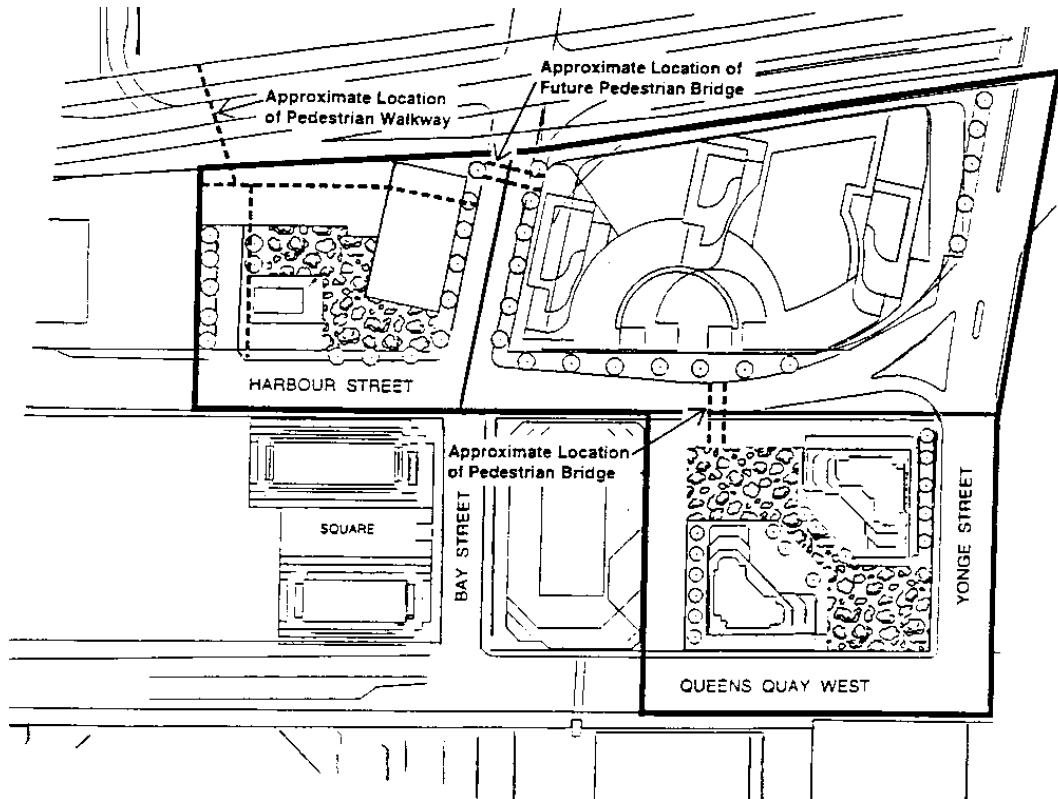 Approximate Location of
Future Pedestrian Bridge
Approximate Location
of Pedestrian Walkway
HARBOUR STREET
Approximate Location
of Pedestrian Bridge
SQUARE
BAY STREET
YONGE STREET
QUEENS QUAY WEST